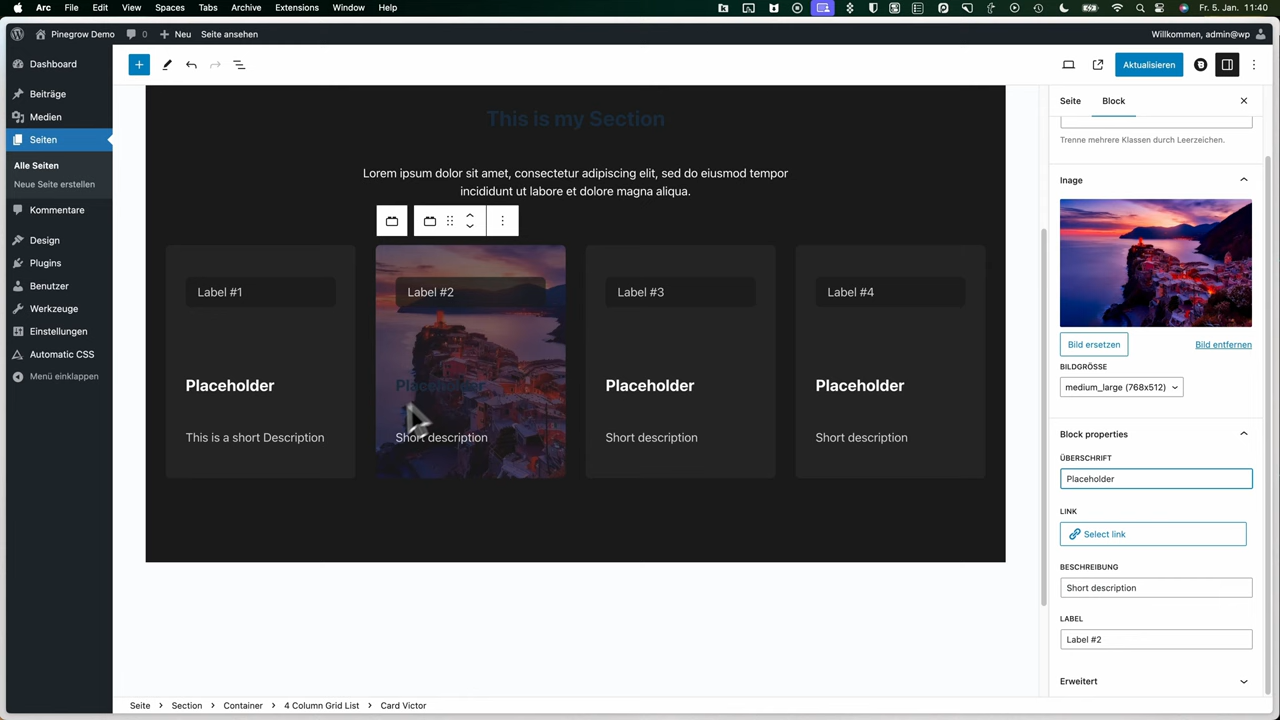 Arc File Edit View Spaces Tabs Archive Extensions Window Help
Fr. 5. Jan. 11:40
Pinegrow Demo 0 Neu Seite ansehen
Willkommen, admin@wp
Dashboard
Beiträge
Medien
Seiten
Alle Seiten
Neue Seite erstellen
Kommentare
Design
Plugins
Benutzer
Werkzeuge
Einstellungen
Automatic CSS
Menü einklappen
Aktualisieren
This is my Section
Lorem ipsum dolor sit amet, consectetur adipiscing elit, sed do eiusmod tempor
incididunt ut labore et dolore magna aliqua.
Label #1
Label #2
Label #3
Label #4
Placeholder
Placeholder
Placeholder
Placeholder
This is a short Description
Short description
Short description
Short description
Seite Block
Trenne mehrere Klassen durch Leerzeichen.
Inage
Bild ersetzen
Bild entfernen
BILDGRÖSSE
medium_large (768x512)
Block properties
ÜBERSCHRIFT
Placeholder
LINK
Select link
BESCHREIBUNG
Short description
LABEL
Label #2
Erweitert
Seite > Section > Container > 4 Column Grid List > Card Victor